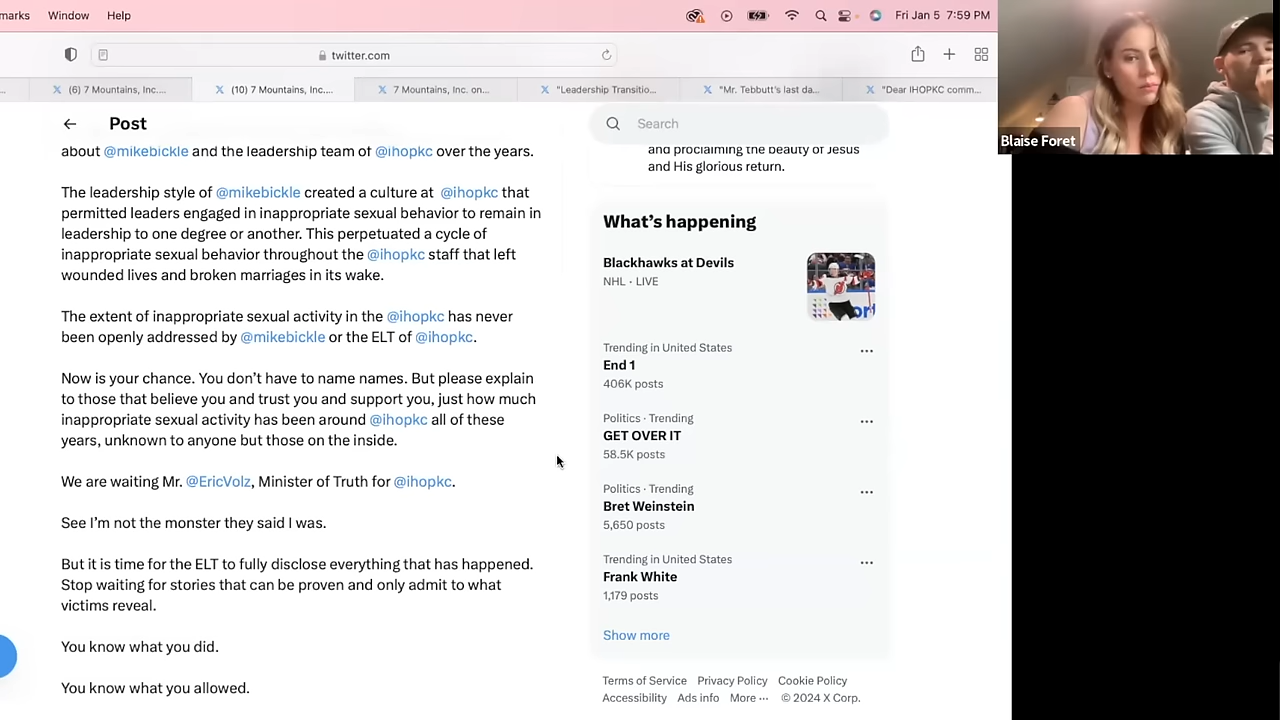 marks Window Help Fri Jan 5 7:59 PM
twitter.com
(6) 7 Mountains, Inc.... (10) 7 Mountains, Inc.... 7 Mountains, Inc. on... "Leadership Transitio... "Mr. Tebbutt's last da... "Dear IHOPKC comm...
Blaise Foret
Post
about @mikebickle and the leadership team of @ihopkc over the years.
The leadership style of @mikebickle created a culture at @ihopkc that
permitted leaders engaged in inappropriate sexual behavior to remain in
leadership to one degree or another. This perpetuated a cycle of
inappropriate sexual behavior throughout the @ihopkc staff that left
wounded lives and broken marriages in its wake.
The extent of inappropriate sexual activity in the @ihopkc has never
been openly addressed by @mikebickle or the ELT of @ihopkc.
Now is your chance. You don’t have to name names. But please explain
to those that believe you and trust you and support you, just how much
inappropriate sexual activity has been around @ihopkc all of these
years, unknown to anyone but those on the inside.
We are waiting Mr. @EricVolz, Minister of Truth for @ihopkc.
See I’m not the monster they said I was.
But it is time for the ELT to fully disclose everything that has happened.
Stop waiting for stories that can be proven and only admit to what
victims reveal.
You know what you did.
You know what you allowed.
Search
and proclaiming the beauty of Jesus
and His glorious return.
What’s happening
Blackhawks at Devils
NHL · LIVE
Trending in United States
End 1
406K posts
Politics · Trending
GET OVER IT
58.5K posts
Politics · Trending
Bret Weinstein
5,650 posts
Trending in United States
Frank White
1,179 posts
Show more
Terms of Service Privacy Policy Cookie Policy
Accessibility Ads info More ··· © 2024 X Corp.